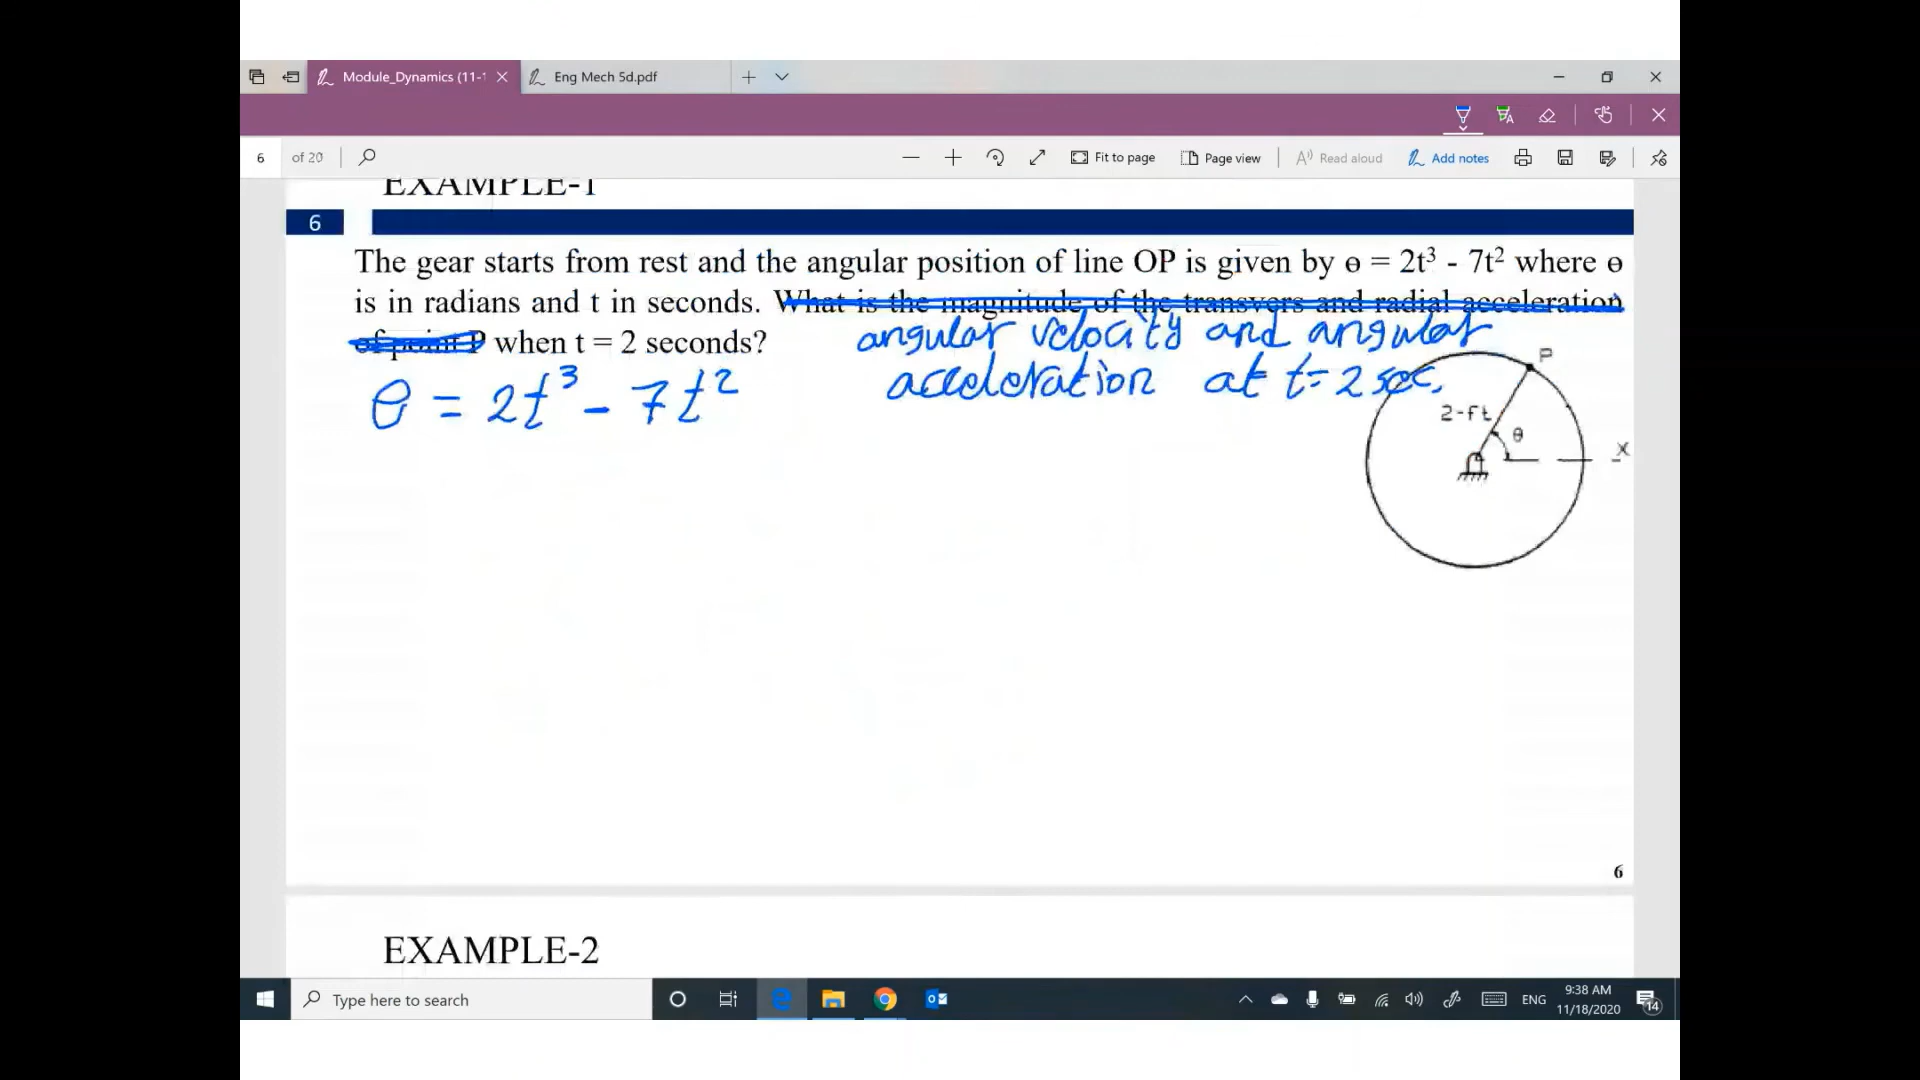 Module_Dynamics (11-1
Eng Mech 5d.pdf
6 of 20
Fit to page
Page view
Read aloud
Add notes
EXAMPLE-1
6
The gear starts from rest and the angular position of line OP is given by ө = 2t³ - 7t² where ө
is in radians and t in seconds. What is the magnitude of the transvers and radial acceleration
of point P when t = 2 seconds?
angular velocity and angular
acceleration at t=2 sec.
θ = 2t³ - 7t²
P
2-ft
θ
X
6
EXAMPLE-2
Type here to search
ENG
9:38 AM
11/18/2020
14